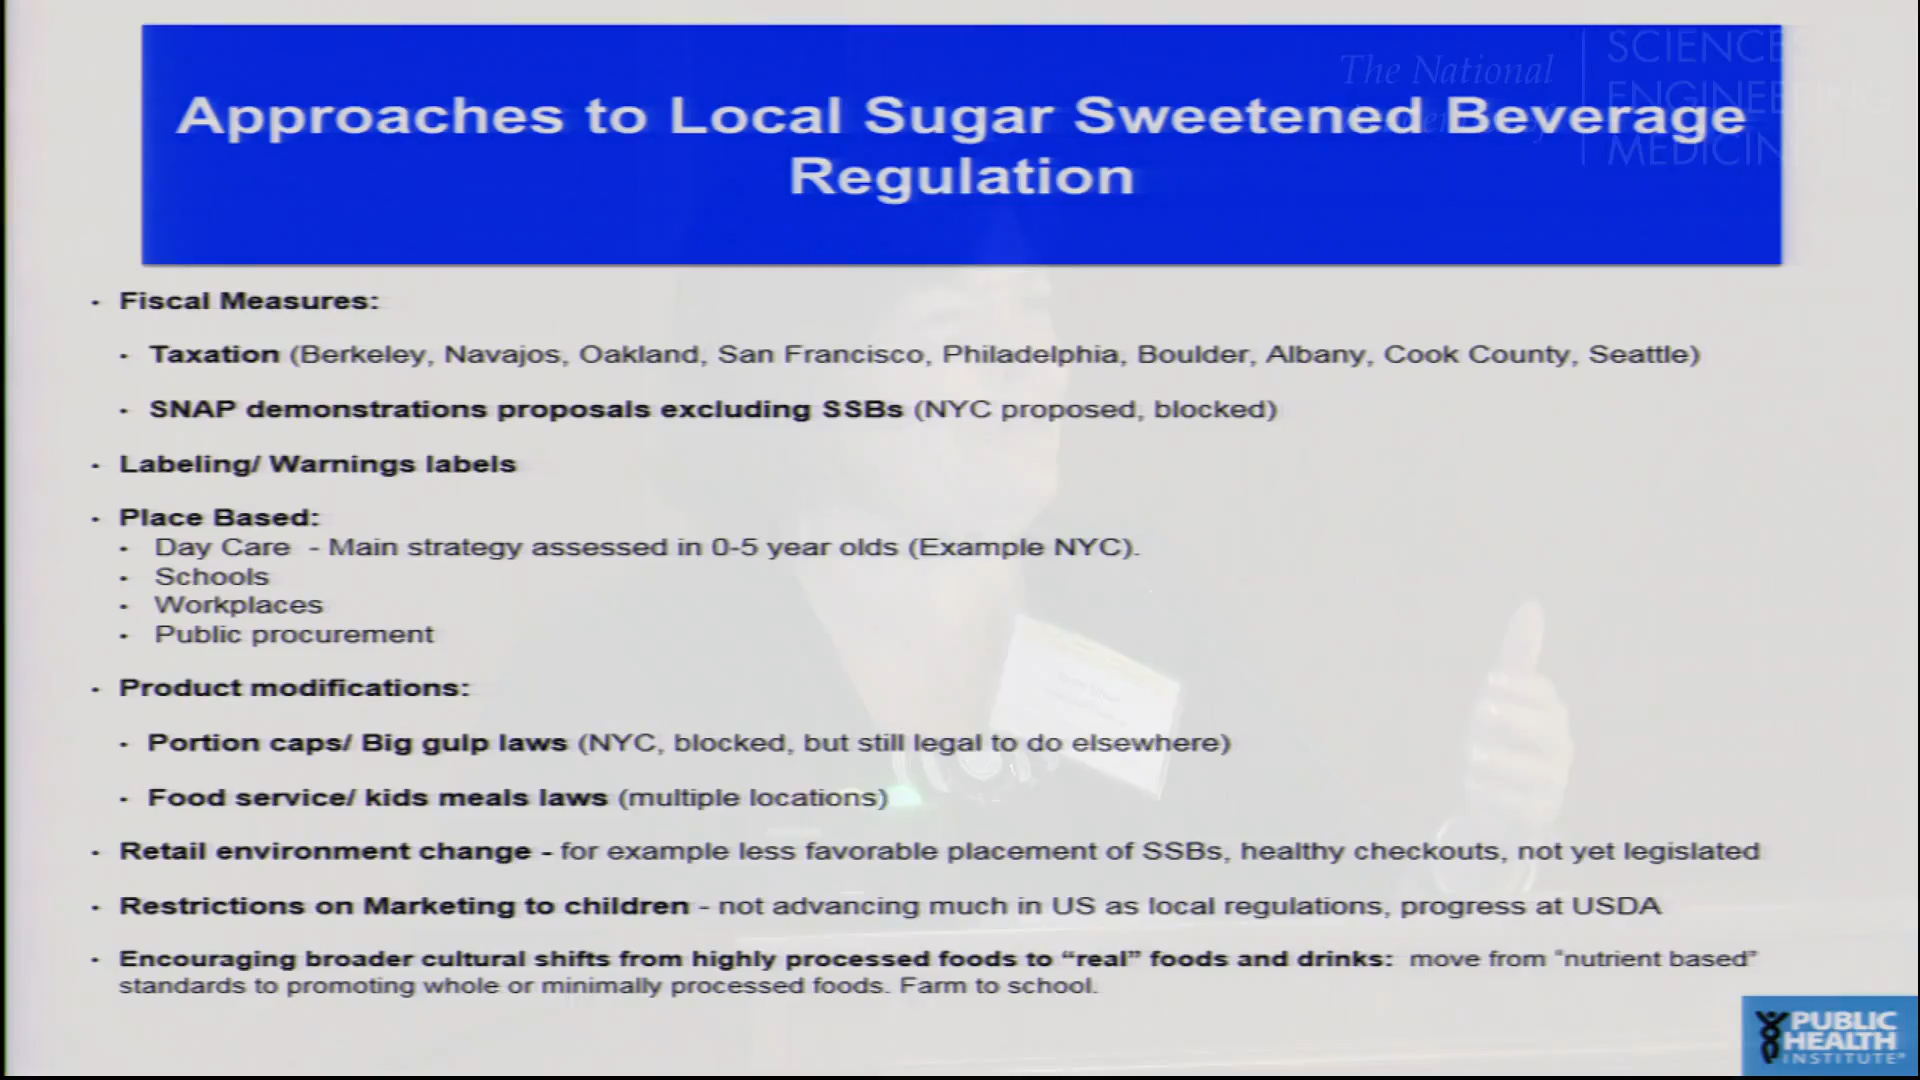 The National
SCIENCES
ENGINEERING
MEDICINE
Approaches to Local Sugar Sweetened Beverage
Regulation
• Fiscal Measures:
• Taxation (Berkeley, Navajos, Oakland, San Francisco, Philadelphia, Boulder, Albany, Cook County, Seattle)
• SNAP demonstrations proposals excluding SSBs (NYC proposed, blocked)
• Labeling/ Warnings labels
• Place Based:
• Day Care - Main strategy assessed in 0-5 year olds (Example NYC).
• Schools
• Workplaces
• Public procurement
• Product modifications:
• Portion caps/ Big gulp laws (NYC, blocked, but still legal to do elsewhere)
• Food service/ kids meals laws (multiple locations)
• Retail environment change - for example less favorable placement of SSBs, healthy checkouts, not yet legislated
• Restrictions on Marketing to children - not advancing much in US as local regulations, progress at USDA
• Encouraging broader cultural shifts from highly processed foods to “real” foods and drinks: move from “nutrient based”
standards to promoting whole or minimally processed foods. Farm to school.
PUBLIC
HEALTH
INSTITUTE®